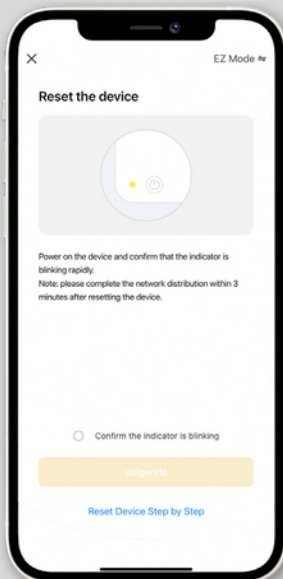 EZ Mode ⇋
Reset the device
Power on the device and confirm that the indicator is
blinking rapidly.
Note: please complete the network distribution within 3
minutes after resetting the device.
Confirm the indicator is blinking
Volgende
Reset Device Step by Step